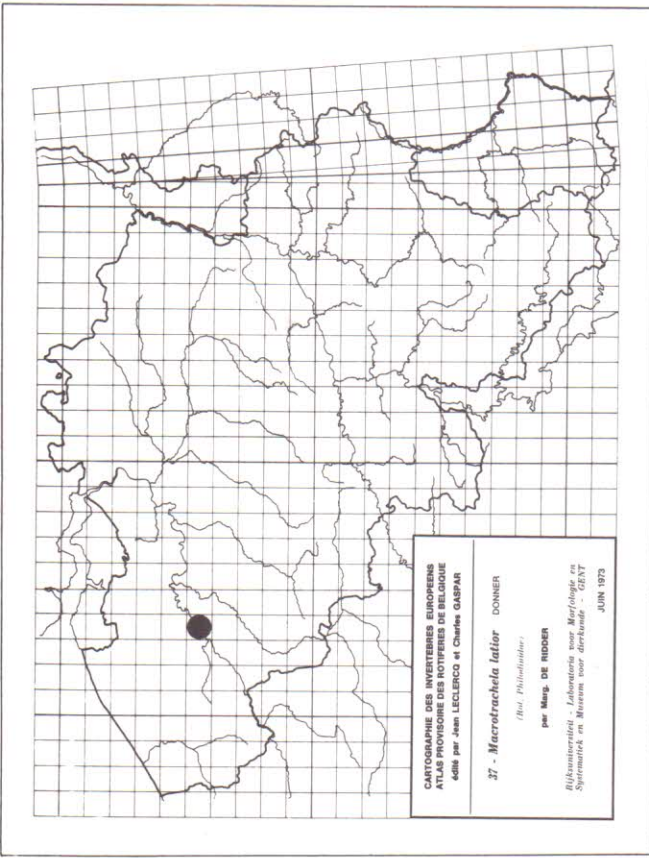 CARTOGRAPHIE DES INVERTEBRES EUROPEENS
ATLAS PROVISOIRE DES ROTIFERES DE BELGIQUE
édité par Jean LECLERCQ et Charles GASPAR
37 - Macrotrachela latior DONNER
(Rot. Philodinidae)
par Marg. DE RIDDER
Rijksuniversiteit - Laboratoria voor Morfologie en
Systematiek en Museum voor dierkunde - GENT
JUIN 1973